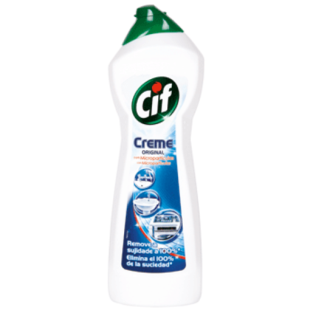 Cif
Creme
ORIGINAL
Remove a
sujidade a 100%*
Elimina el 100%
de la suciedad*